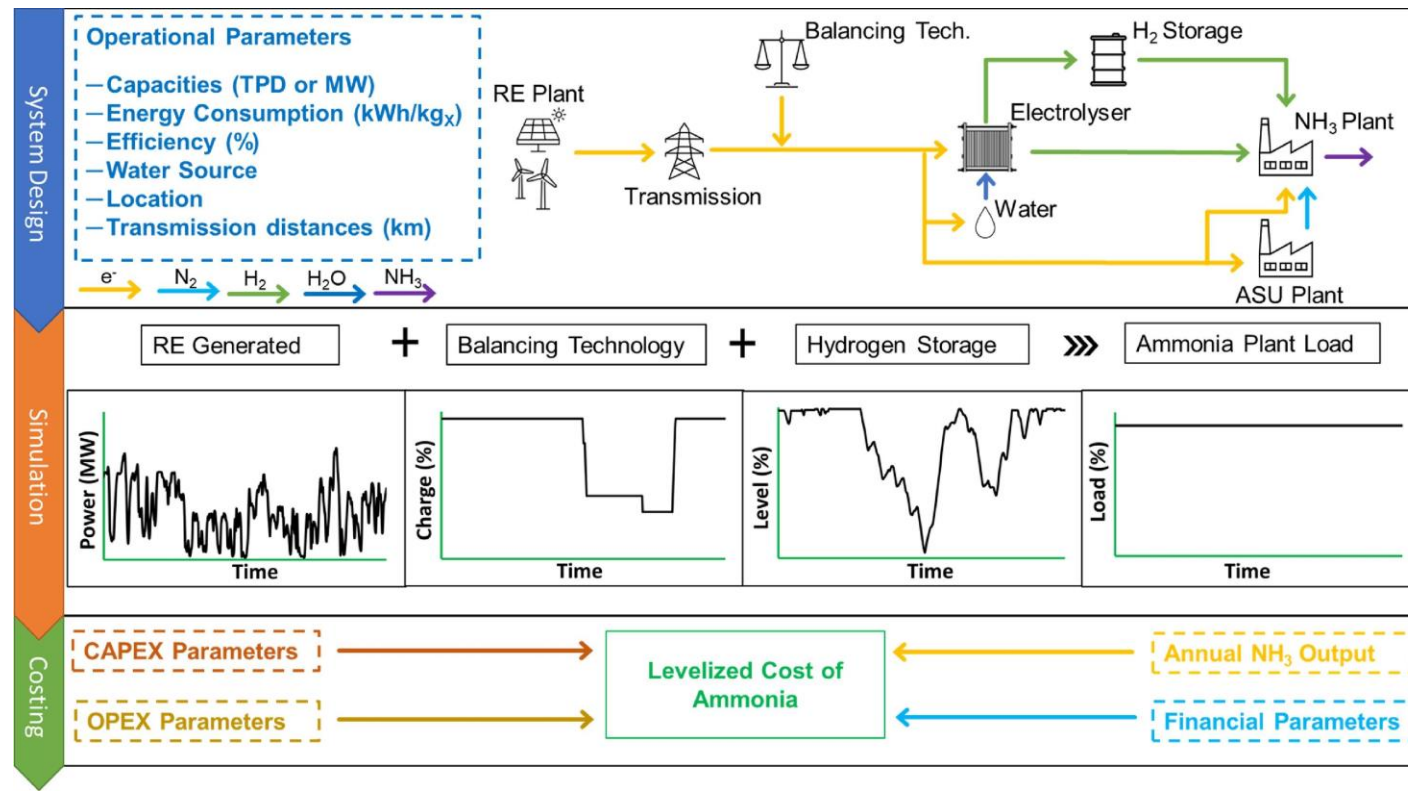 System Design
Operational Parameters
—Capacities (TPD or MW)
—Energy Consumption (kWh/kgₓ)
—Efficiency (%)
—Water Source
—Location
—Transmission distances (km)
e⁻
N₂
H₂
H₂O
NH₃
RE Plant
Transmission
Balancing Tech.
Electrolyser
Water
H₂ Storage
NH₃ Plant
ASU Plant
Simulation
RE Generated
+
Balancing Technology
+
Hydrogen Storage
Ammonia Plant Load
Power (MW)
Time
Charge (%)
Time
Level (%)
Time
Load (%)
Time
Costing
CAPEX Parameters
OPEX Parameters
Levelized Cost of
Ammonia
Annual NH₃ Output
Financial Parameters